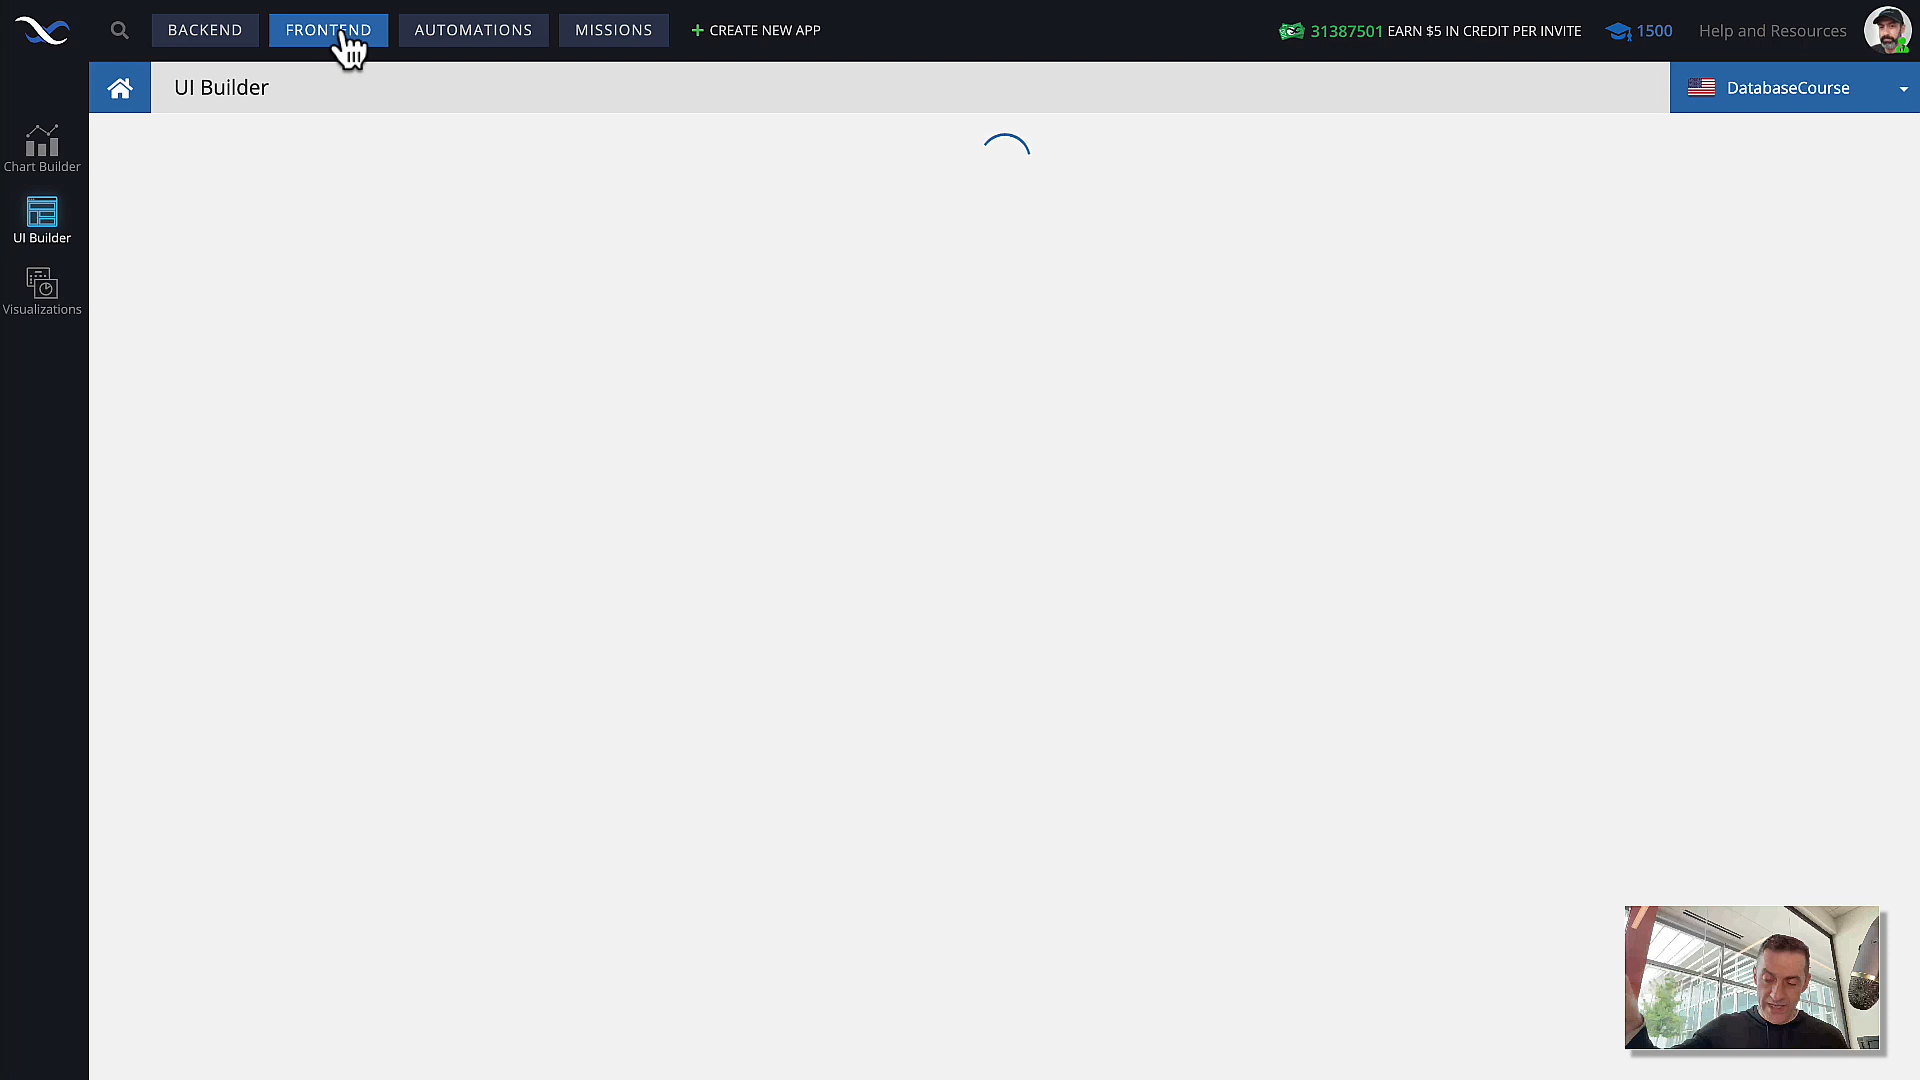 BACKEND
FRONTEND
AUTOMATIONS
MISSIONS
+ CREATE NEW APP
31387501 EARN $5 IN CREDIT PER INVITE
1500
Help and Resources
UI Builder
DatabaseCourse
Chart Builder
UI Builder
Visualizations